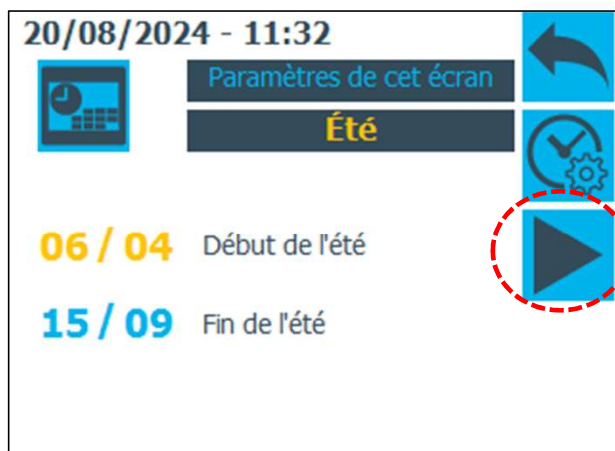 20/08/2024 - 11:32
Paramètres de cet écran
Été
06 / 04 Début de l'été
15 / 09 Fin de l'été